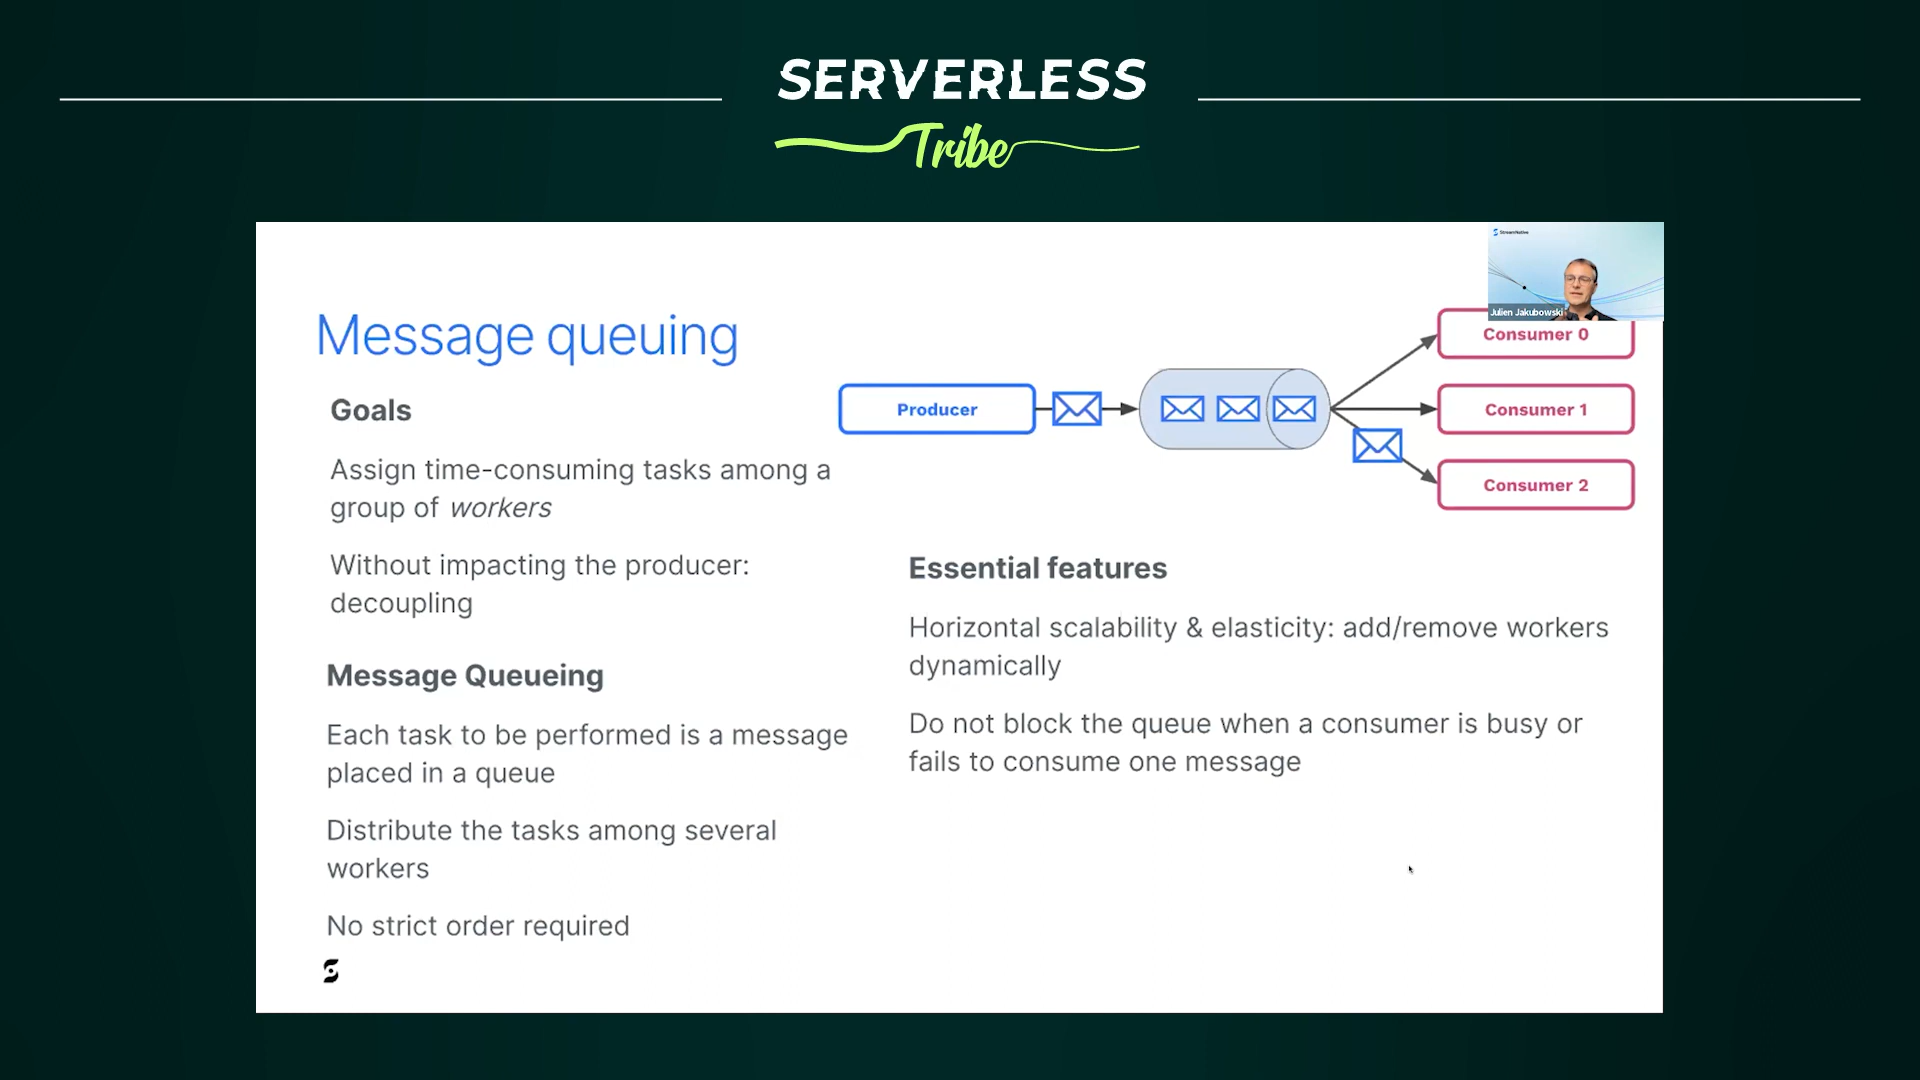 SERVERLESS
Tribe
StreamNative
Julien Jakubowski
Message queuing
Goals
Assign time-consuming tasks among a
group of workers
Without impacting the producer:
decoupling
Message Queueing
Each task to be performed is a message
placed in a queue
Distribute the tasks among several
workers
No strict order required
Producer
Consumer 0
Consumer 1
Consumer 2
Essential features
Horizontal scalability & elasticity: add/remove workers
dynamically
Do not block the queue when a consumer is busy or
fails to consume one message